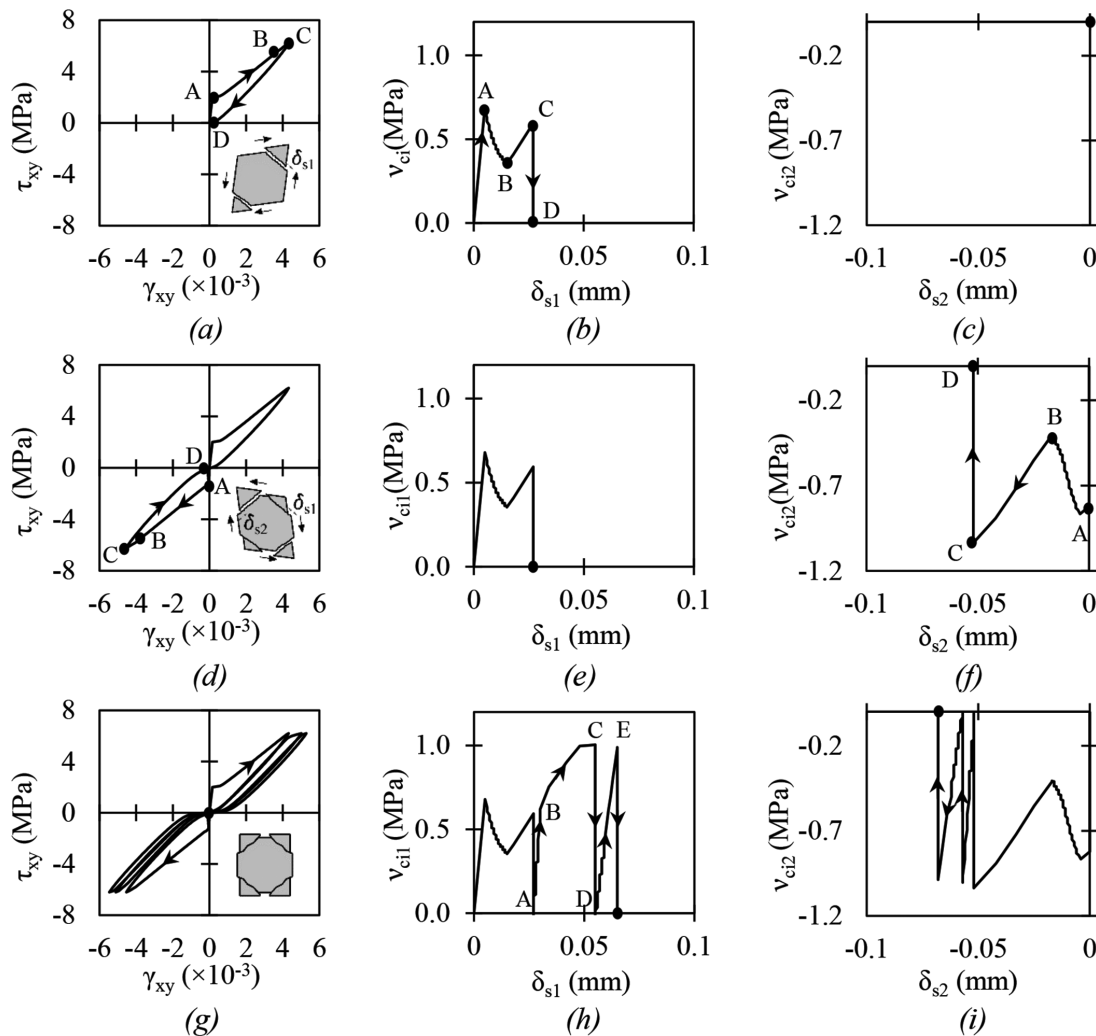 8
4
0
-4
-8
τxy (MPa)
A
B
C
D
δs1
-6 -4 -2 0 2 4 6
γxy (×10-3)
(a)
1.0
0.5
0.0
νci(MPa)
A
B
C
D
0 0.05 0.1
δs1 (mm)
(b)
-0.2
-0.7
-1.2
νci2(MPa)
-0.1 -0.05 0
δs2 (mm)
(c)
8
4
0
-4
-8
τxy (MPa)
D
A
C
B
δs1
δs2
-6 -4 -2 0 2 4 6
γxy (×10-3)
(d)
1.0
0.5
0.0
νci1(MPa)
0 0.05 0.1
δs1 (mm)
(e)
-0.2
-0.7
-1.2
νci2(MPa)
D
B
A
C
-0.1 -0.05 0
δs2 (mm)
(f)
8
4
0
-4
-8
τxy (MPa)
-6 -4 -2 0 2 4 6
γxy (×10-3)
(g)
1.0
0.5
0.0
νci1(MPa)
C E
B
A D
0 0.05 0.1
δs1 (mm)
(h)
-0.2
-0.7
-1.2
νci2(MPa)
-0.1 -0.05 0
δs2 (mm)
(i)